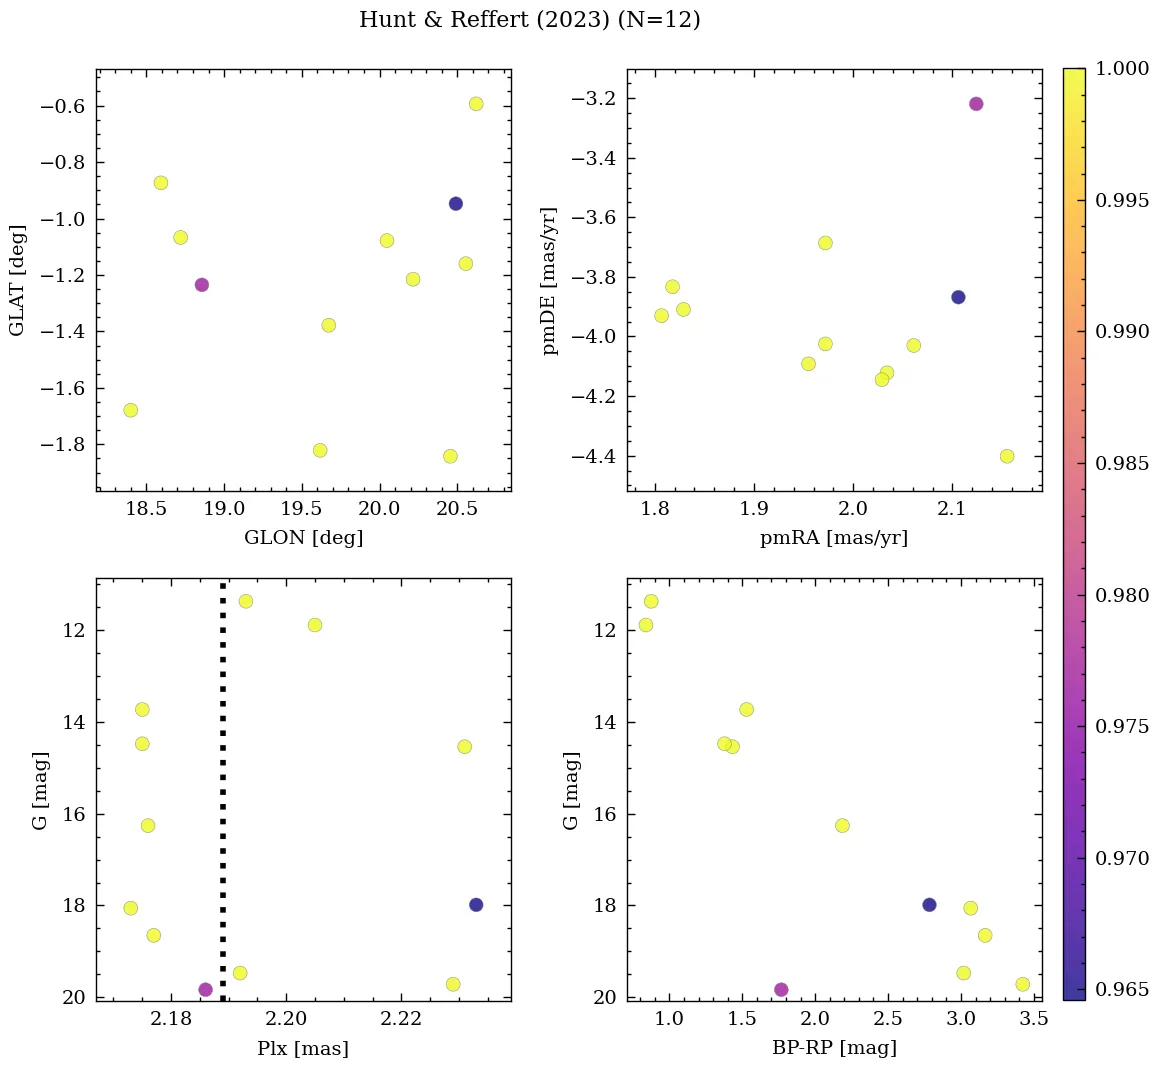 Hunt & Reffert (2023) (N=12)
−0.6
−0.8
−1.0
−1.2
−1.4
−1.6
−1.8
GLAT [deg]
18.5 19.0 19.5 20.0 20.5
GLON [deg]
−3.2
−3.4
−3.6
−3.8
−4.0
−4.2
−4.4
pmDE [mas/yr]
1.8 1.9 2.0 2.1
pmRA [mas/yr]
12
14
16
18
20
G [mag]
2.18 2.20 2.22
Plx [mas]
12
14
16
18
20
G [mag]
1.0 1.5 2.0 2.5 3.0 3.5
BP-RP [mag]
1.000
0.995
0.990
0.985
0.980
0.975
0.970
0.965